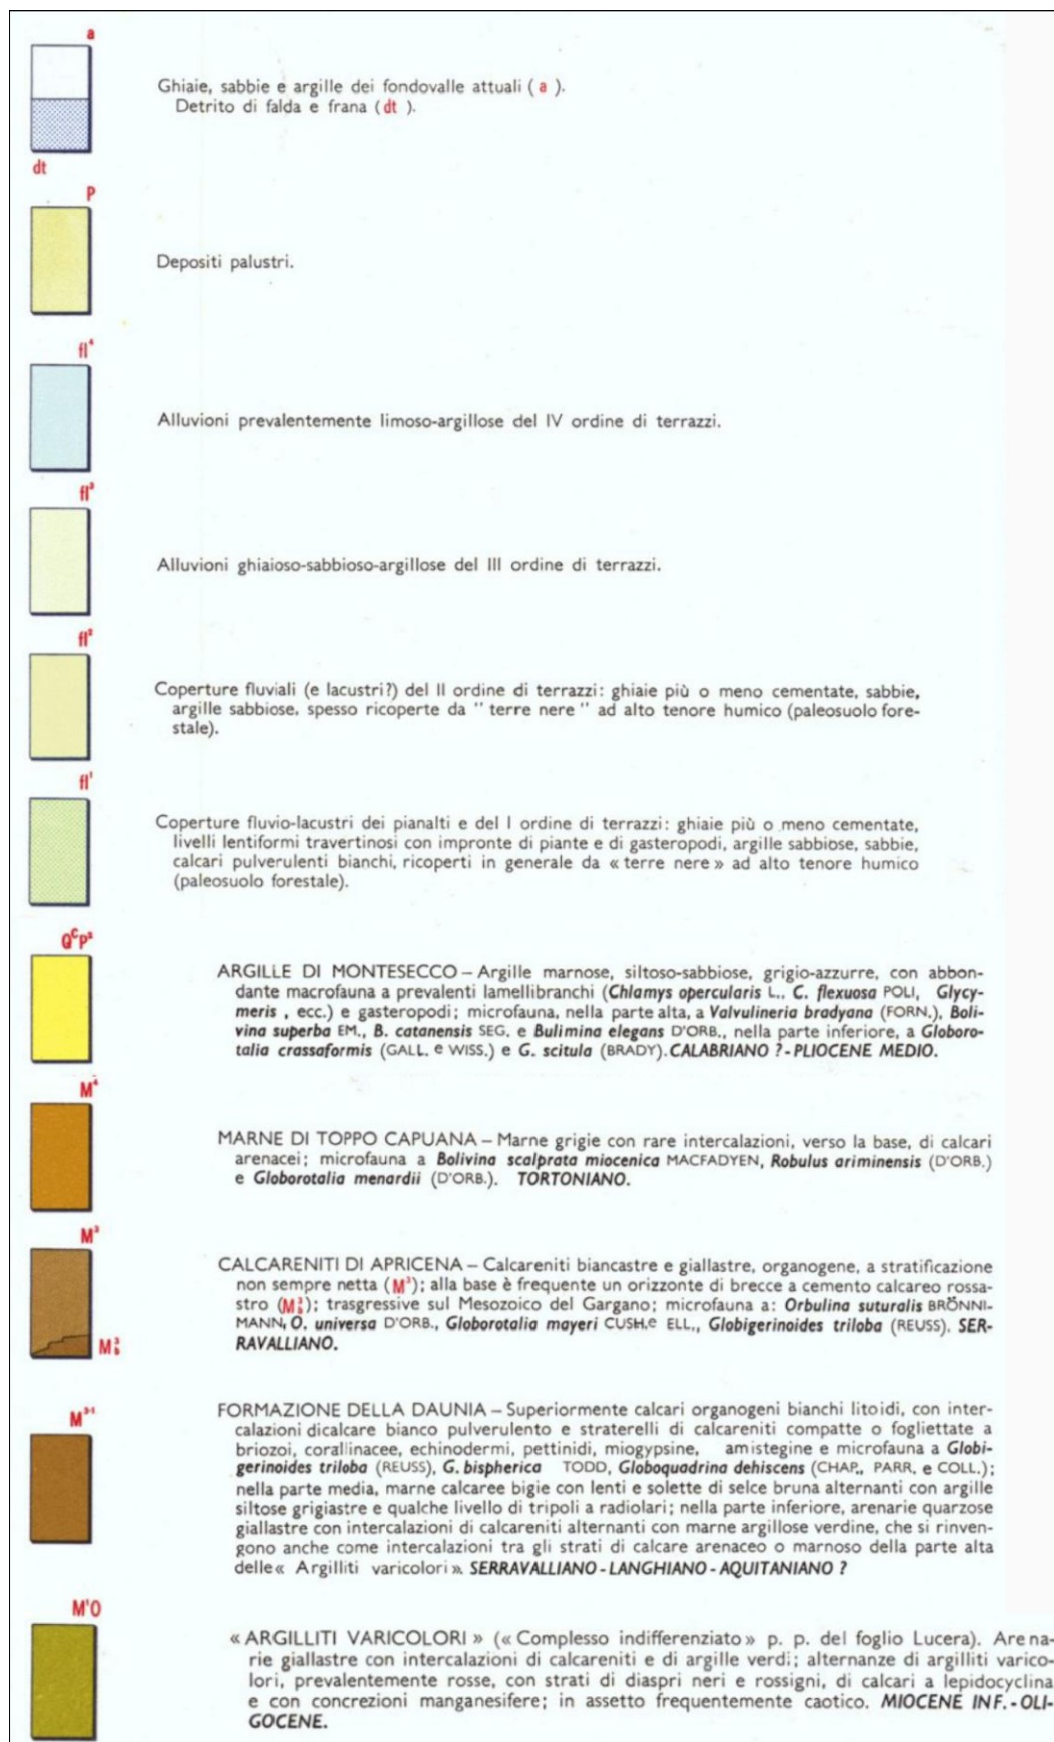 a
Ghiaie, sabbie e argille dei fondovalle attuali ( a ).
Detrito di falda e frana (dt ).
dt
P
Depositi palustri.
fl⁴
Alluvioni prevalentemente limoso-argillose del IV ordine di terrazzi.
fl³
Alluvioni ghiaioso-sabbioso-argillose del III ordine di terrazzi.
fl²
Coperture fluviali (e lacustri?) del II ordine di terrazzi: ghiaie più o meno cementate, sabbie,
argille sabbiose, spesso ricoperte da " terre nere " ad alto tenore humico (paleosuolo fore-
stale).
fl¹
Coperture fluvio-lacustri dei pianalti e del I ordine di terrazzi: ghiaie più o meno cementate,
livelli lentiformi travertinosi con impronte di piante e di gasteropodi, argille sabbiose, sabbie,
calcari pulverulenti bianchi, ricoperti in generale da « terre nere » ad alto tenore humico
(paleosuolo forestale).
QᶜP²
ARGILLE DI MONTESECCO – Argille marnose, siltoso-sabbiose, grigio-azzurre, con abbon-
dante macrofauna a prevalenti lamellibranchi (Chlamys opercularis L., C. flexuosa POLI, Glycy-
meris , ecc.) e gasteropodi; microfauna, nella parte alta, a Valvulineria bradyana (FORN.), Boli-
vina superba EM., B. catanensis SEG. e Bulimina elegans D'ORB., nella parte inferiore, a Globoro-
talia crassaformis (GALL. e WISS.) e G. scitula (BRADY). CALABRIANO ? - PLIOCENE MEDIO.
M⁴
MARNE DI TOPPO CAPUANA – Marne grigie con rare intercalazioni, verso la base, di calcari
arenacei; microfauna a Bolivina scalprata miocenica MACFADYEN, Robulus ariminensis (D'ORB.)
e Globorotalia menardii (D'ORB.). TORTONIANO.
M³
CALCARENITI DI APRICENA – Calcareniti biancastre e giallastre, organogene, a stratificazione
non sempre netta (M³); alla base è frequente un orizzonte di brecce a cemento calcareo rossa-
stro (M³b); trasgressive sul Mesozoico del Gargano; microfauna a: Orbulina suturalis BRÖNNI-
MANN, O. universa D'ORB., Globorotalia mayeri CUSH.e ELL., Globigerinoides triloba (REUSS). SER-
RAVALLIANO.
M³b
M³⁻¹
FORMAZIONE DELLA DAUNIA – Superiormente calcari organogeni bianchi litoidi, con inter-
calazioni dicalcare bianco pulverulento e straterelli di calcareniti compatte o fogliettate a
briozoi, corallinacee, echinodermi, pettinidi, miogypsine, amistegine e microfauna a Globi-
gerinoides triloba (REUSS), G. bispherica TODD, Globoquadrina dehiscens (CHAP., PARR. e COLL.);
nella parte media, marne calcaree bigie con lenti e solette di selce bruna alternanti con argille
siltose grigiastre e qualche livello di tripoli a radiolari; nella parte inferiore, arenarie quarzose
giallastre con intercalazioni di calcareniti alternanti con marne argillose verdine, che si rinven-
gono anche come intercalazioni tra gli strati di calcare arenaceo o marnoso della parte alta
delle« Argilliti varicolori ». SERRAVALLIANO - LANGHIANO - AQUITANIANO ?
M¹O
« ARGILLITI VARICOLORI » (« Complesso indifferenziato » p. p. del foglio Lucera). Arena-
rie giallastre con intercalazioni di calcareniti e di argille verdi; alternanze di argilliti varico-
lori, prevalentemente rosse, con strati di diaspri neri e rossigni, di calcari a lepidocyclina
e con concrezioni manganesifere; in assetto frequentemente caotico. MIOCENE INF. - OLI-
GOCENE.